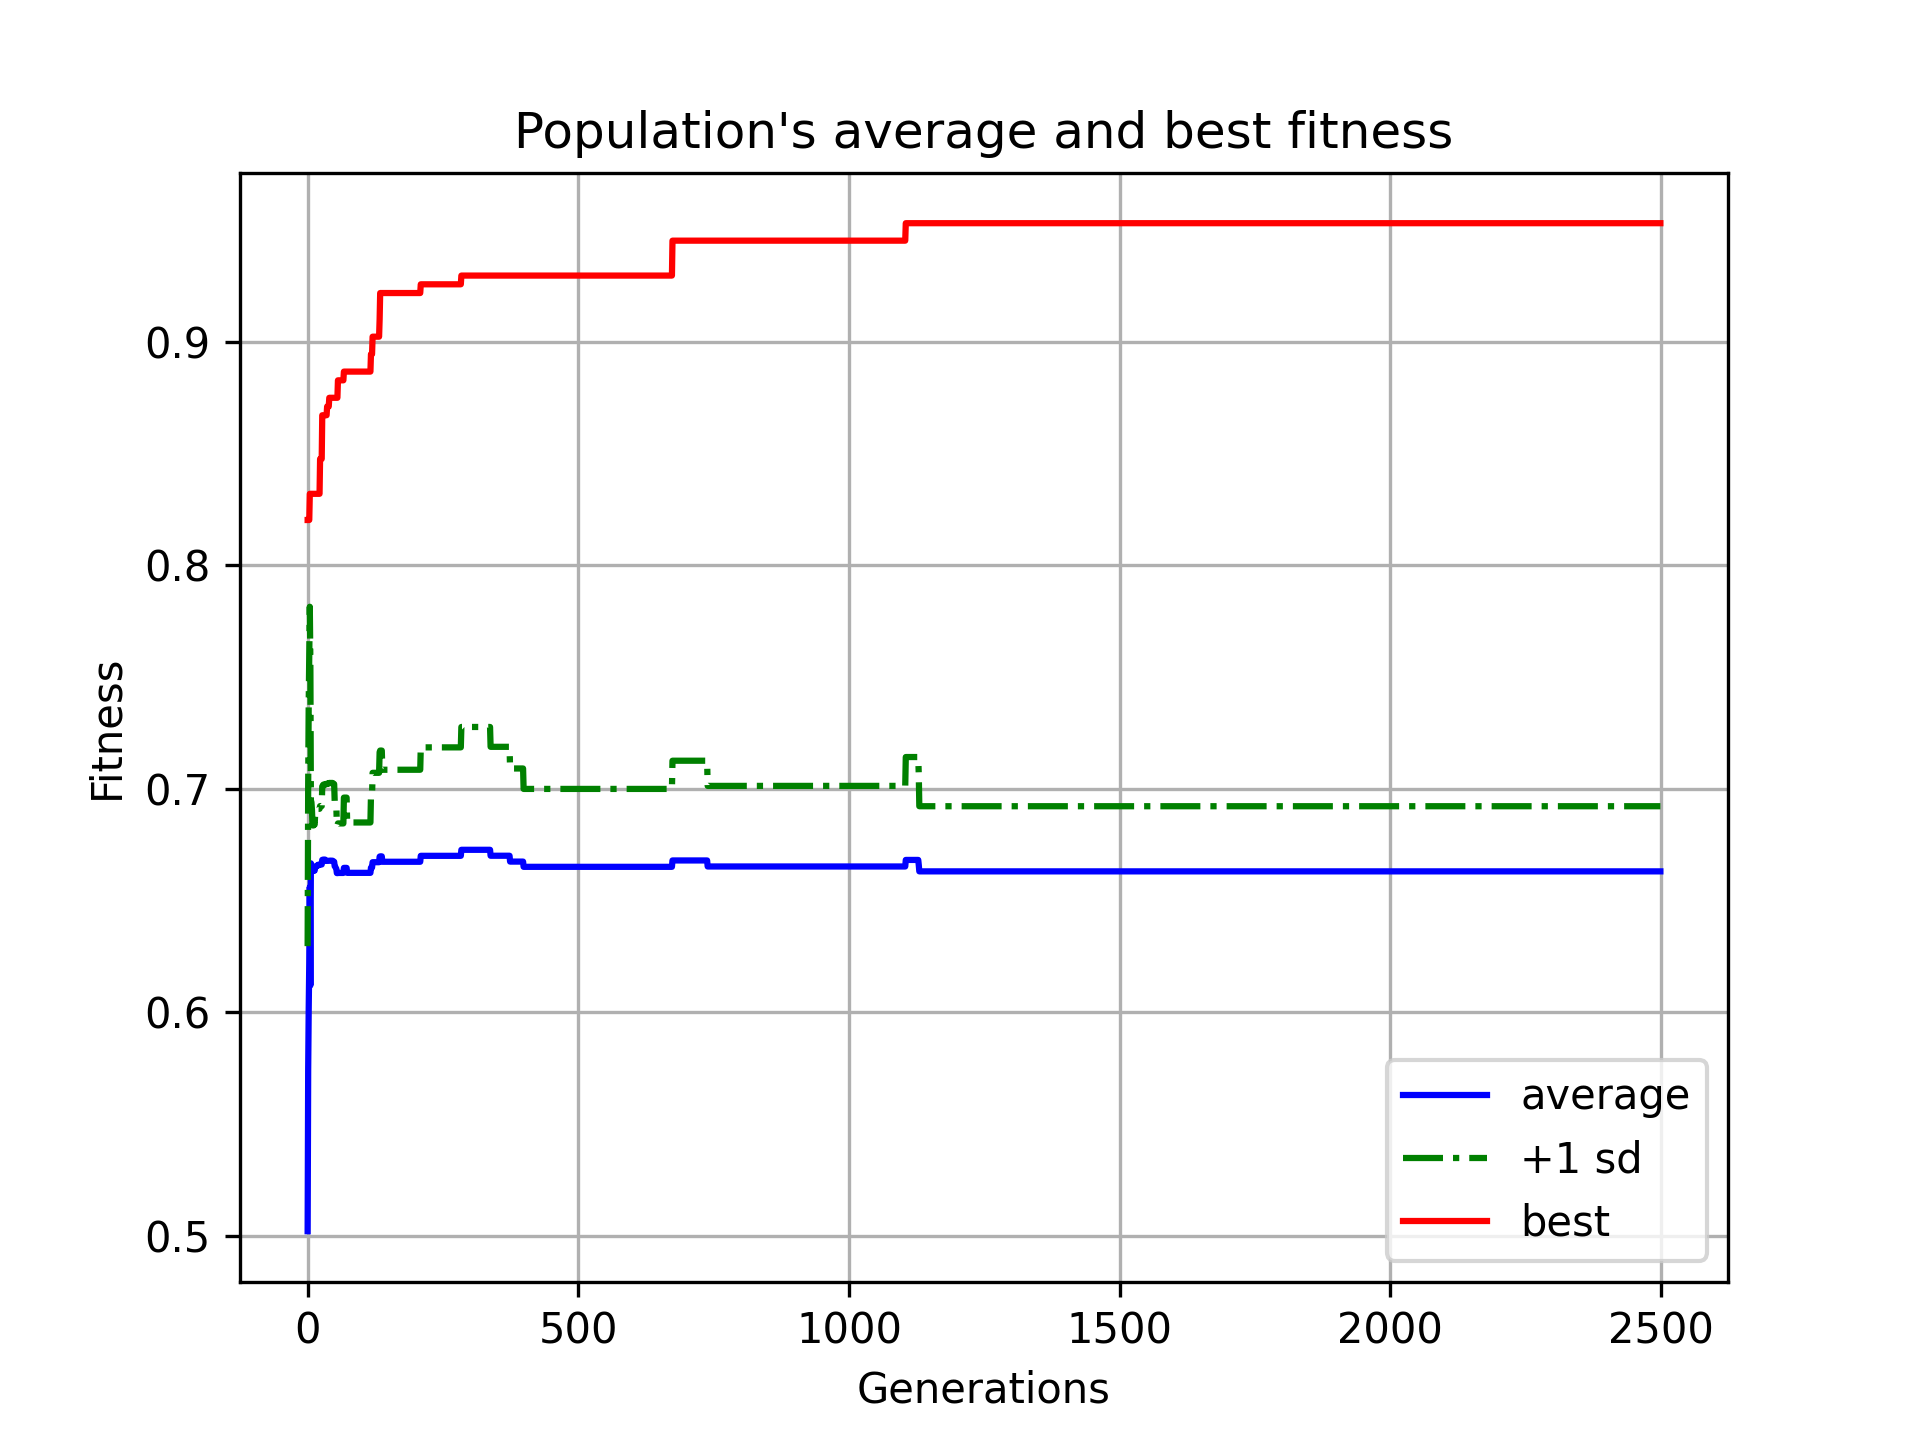 Population's average and best fitness
Fitness
0.9
0.8
0.7
0.6
0.5
0 500 1000 1500 2000 2500
Generations
average
+1 sd
best